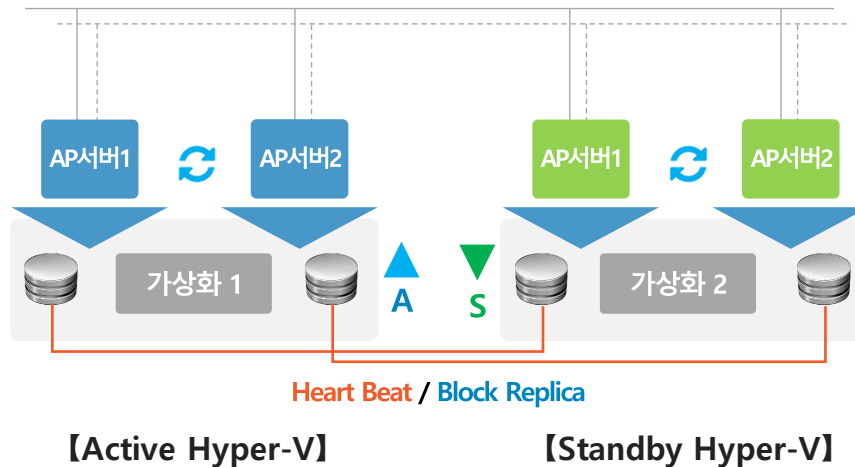 AP서버1
AP서버2
AP서버1
AP서버2
가상화 1
A
S
가상화 2
Heart Beat / Block Replica
【Active Hyper-V】
【Standby Hyper-V】